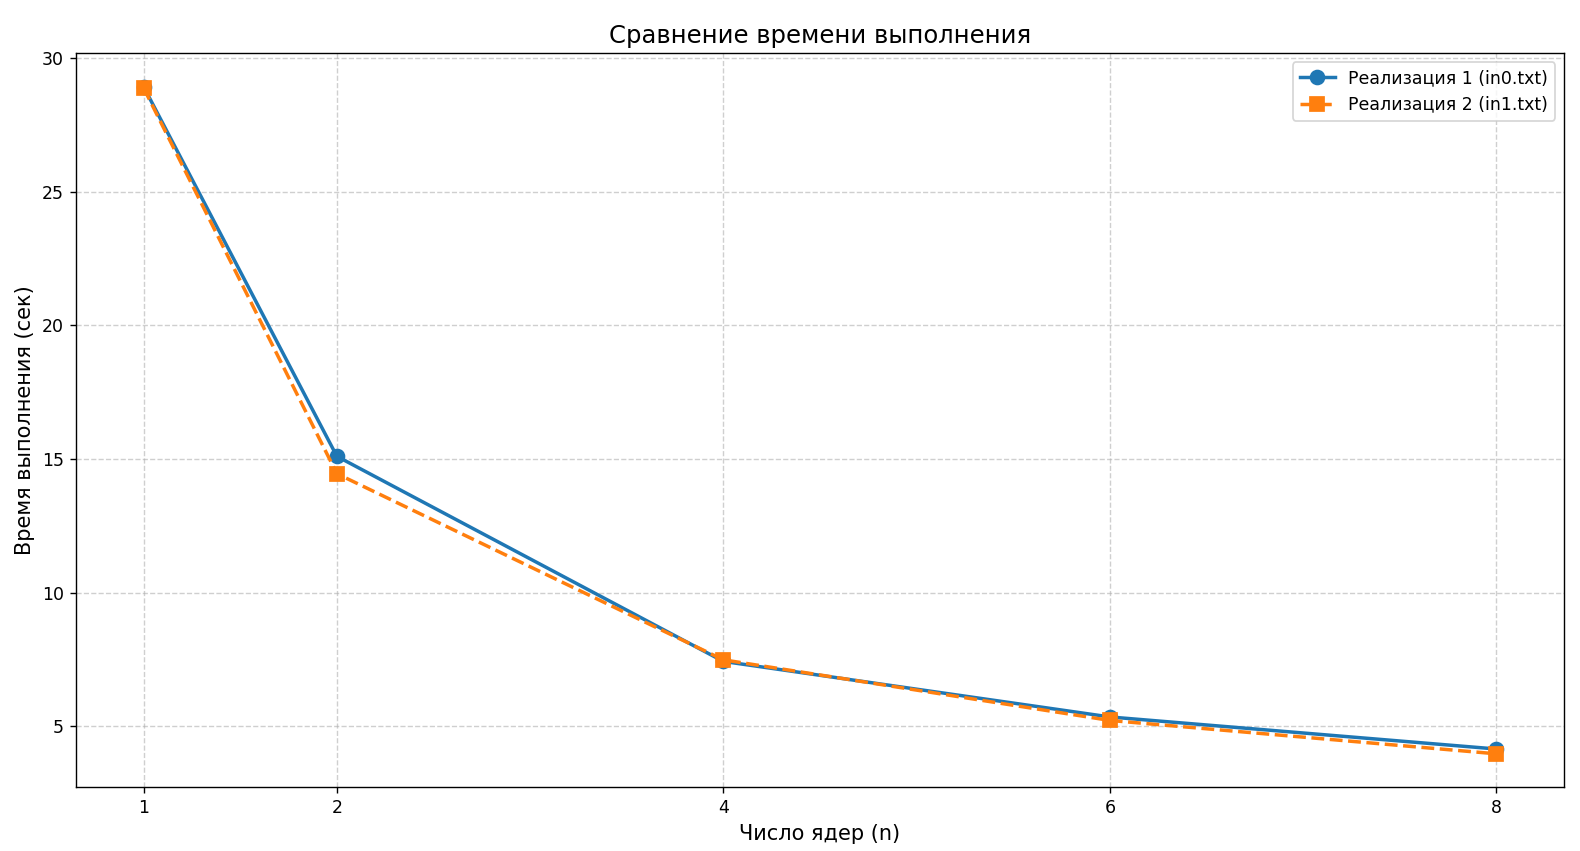 Сравнение времени выполнения
Реализация 1 (in0.txt)
Реализация 2 (in1.txt)
Время выполнения (сек)
30
25
20
15
10
5
1
2
4
6
8
Число ядер (n)